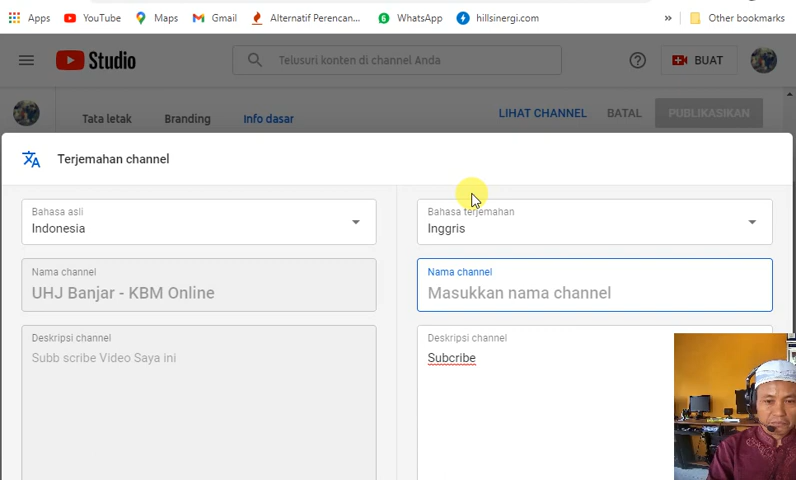 Apps YouTube Maps Gmail Alternatif Perencan... WhatsApp hillsinergi.com » Other bookmarks
Studio Telusuri konten di channel Anda BUAT
Tata letak Branding Info dasar LIHAT CHANNEL BATAL PUBLIKASIKAN
Terjemahan channel
Bahasa asli
Indonesia
Bahasa terjemahan
Inggris
Nama channel
UHJ Banjar - KBM Online
Nama channel
Masukkan nama channel
Deskripsi channel
Subb scribe Video Saya ini
Deskripsi channel
Subcribe